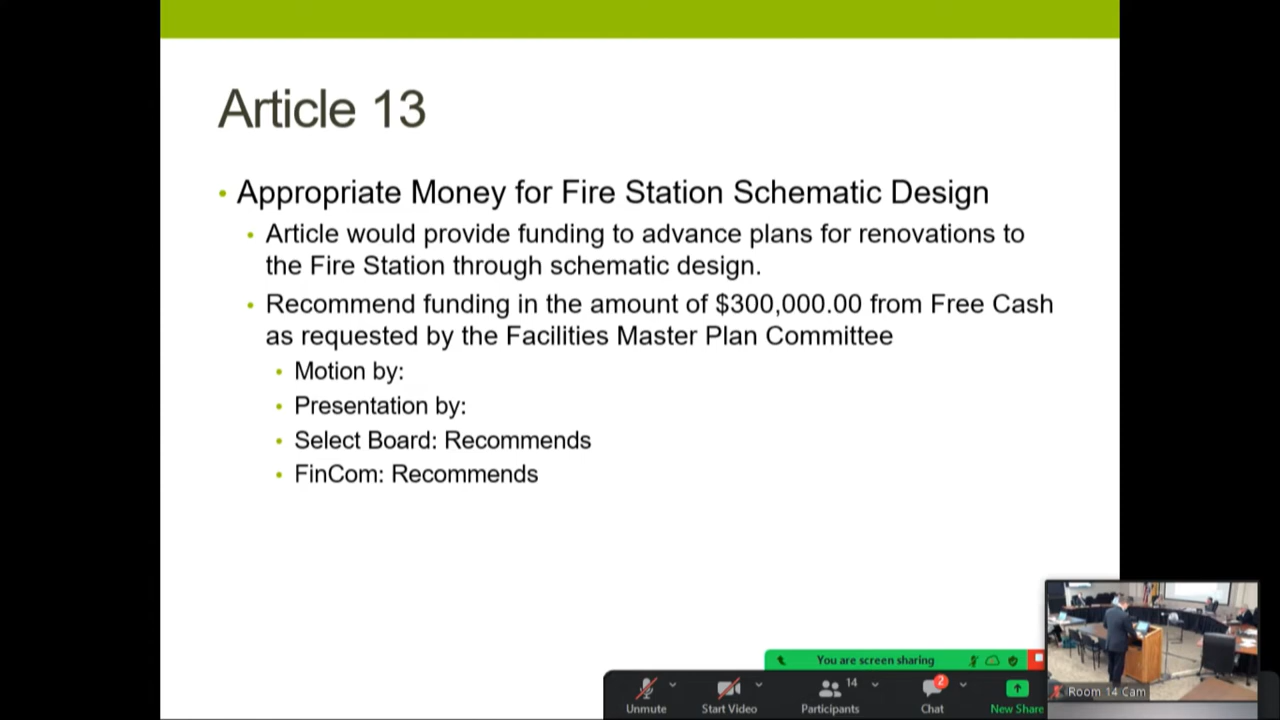 Article 13
• Appropriate Money for Fire Station Schematic Design
• Article would provide funding to advance plans for renovations to
the Fire Station through schematic design.
• Recommend funding in the amount of $300,000.00 from Free Cash
as requested by the Facilities Master Plan Committee
• Motion by:
• Presentation by:
• Select Board: Recommends
• FinCom: Recommends
You are screen sharing
Room 14 Cam
14
2
Unmute
Start Video
Participants
Chat
New Share